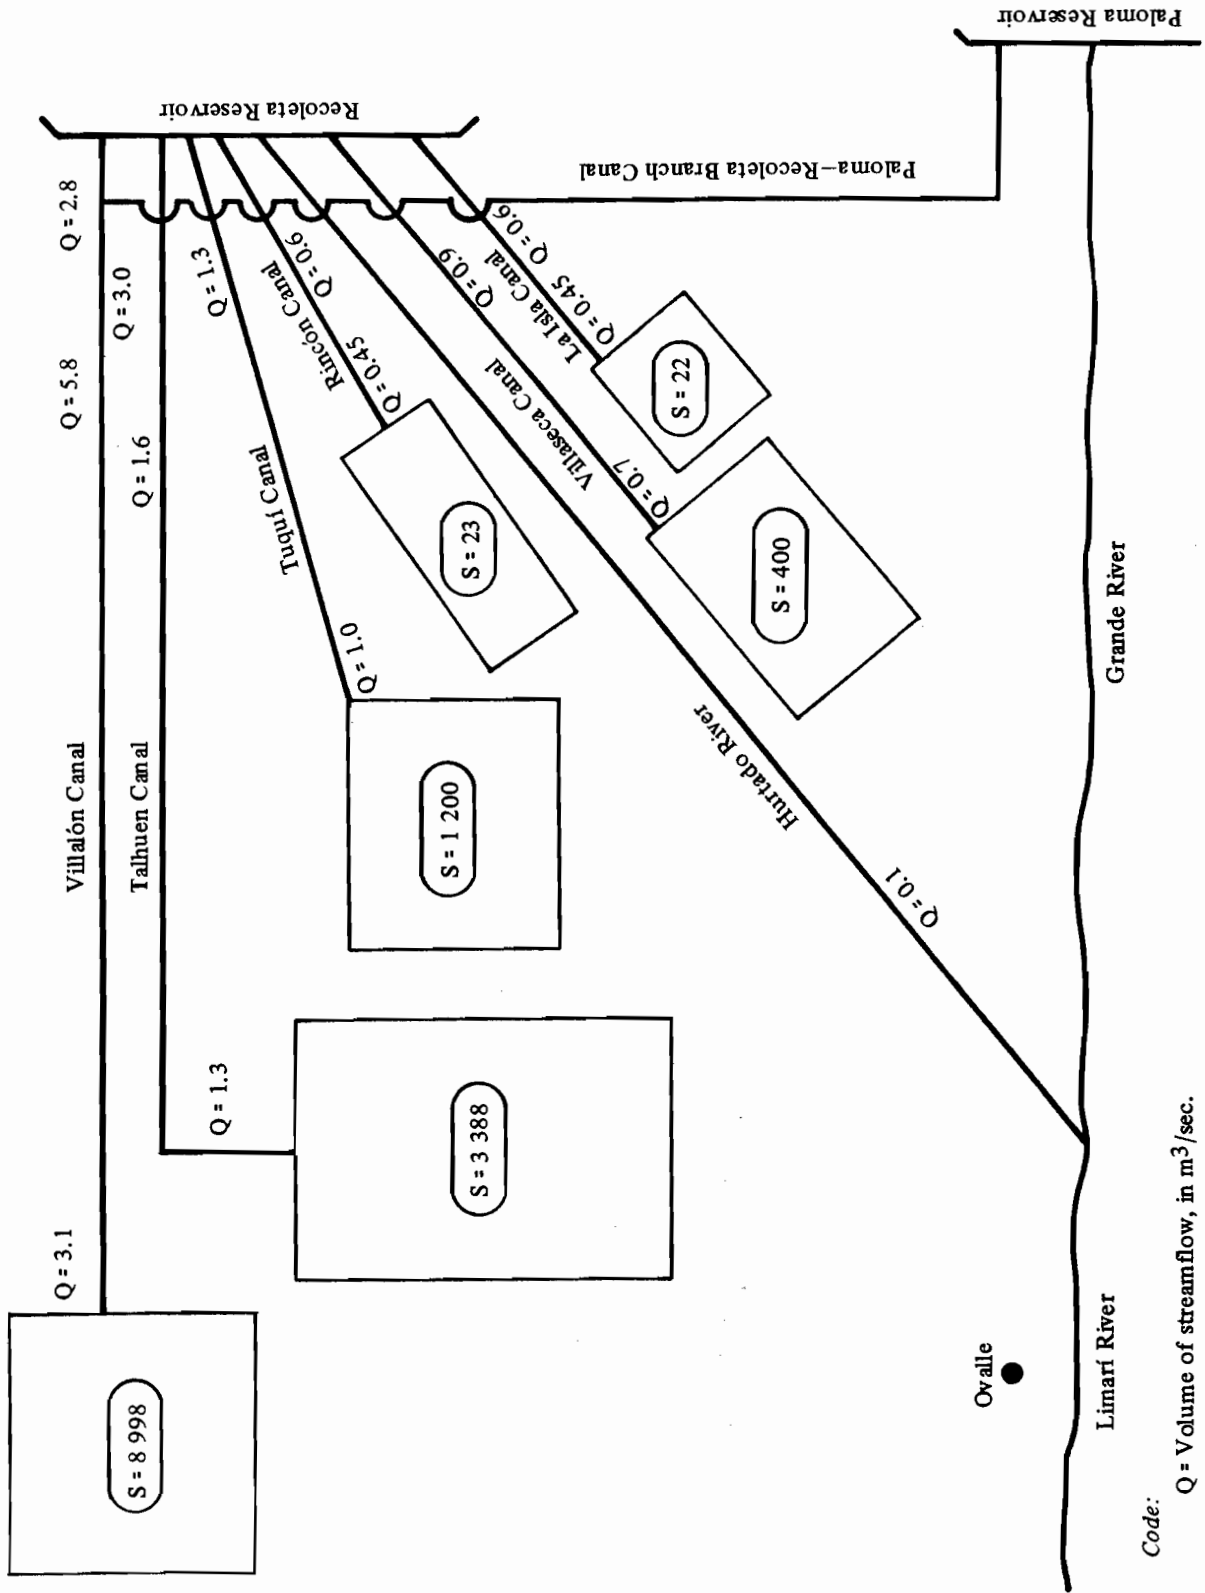 Paloma Reservoir
Recoleta Reservoir
Paloma–Recoleta Branch Canal
Q = 2.8
Q = 3.0
Q = 5.8
Q = 1.6
Villalón Canal
Talhuen Canal
Q = 3.1
Q = 1.3
S = 8 998
S = 3 388
Q = 1.3
Tuquí Canal
Q = 1.0
S = 1 200
Q = 0.6
Rincón Canal
Q = 0.45
S = 23
Hurtado River
Q = 0.1
Q = 0.9
Villaseca Canal
Q = 0.7
S = 400
Q = 0.6
La Isla Canal
Q = 0.45
S = 22
Grande River
Limarí River
Ovalle
Code:
Q = Volume of streamflow, in m³/sec.